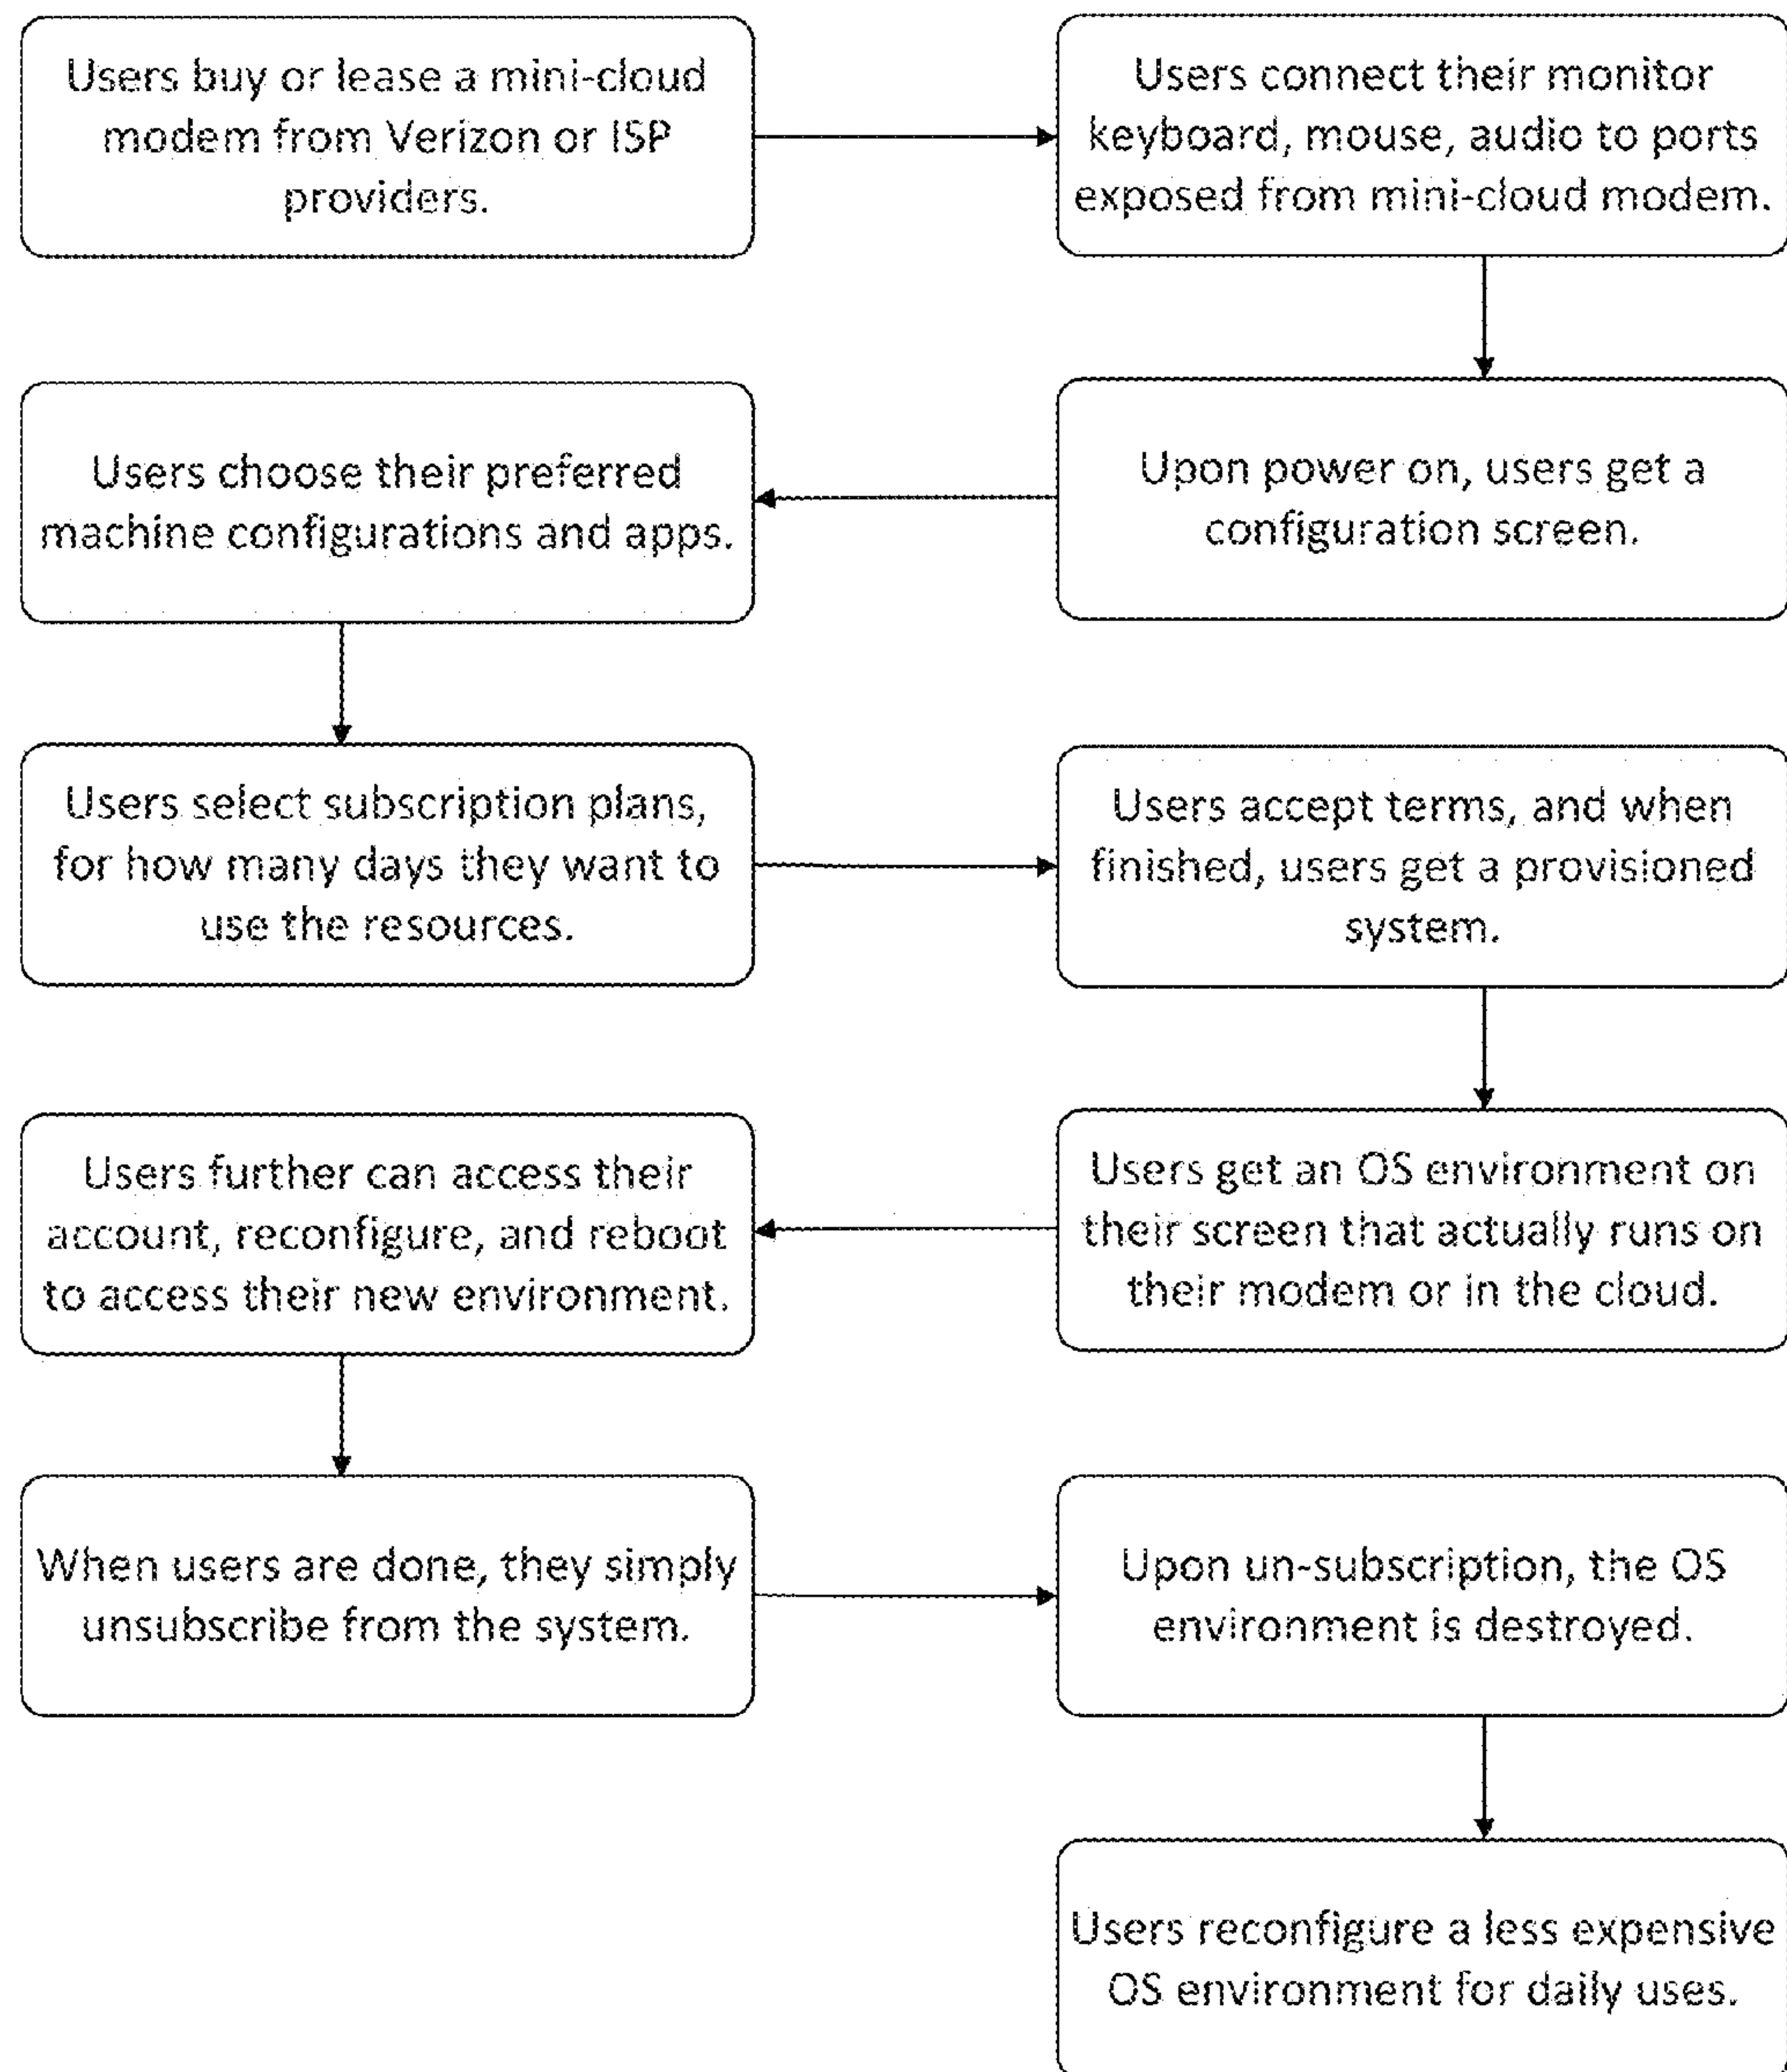 Users buy or lease a mini-cloud
modem from Verizon or ISP
providers.
Users connect their monitor
keyboard, mouse, audio to ports
exposed from mini-cloud modem.
Upon power on, users get a
configuration screen.
Users choose their preferred
machine configurations and apps.
Users select subscription plans,
for how many days they want to
use the resources.
Users accept terms, and when
finished, users get a provisioned
system.
Users get an OS environment on
their screen that actually runs on
their modem or in the cloud.
Users further can access their
account, reconfigure, and reboot
to access their new environment.
When users are done, they simply
unsubscribe from the system.
Upon un-subscription, the OS
environment is destroyed.
Users reconfigure a less expensive
OS environment for daily uses.